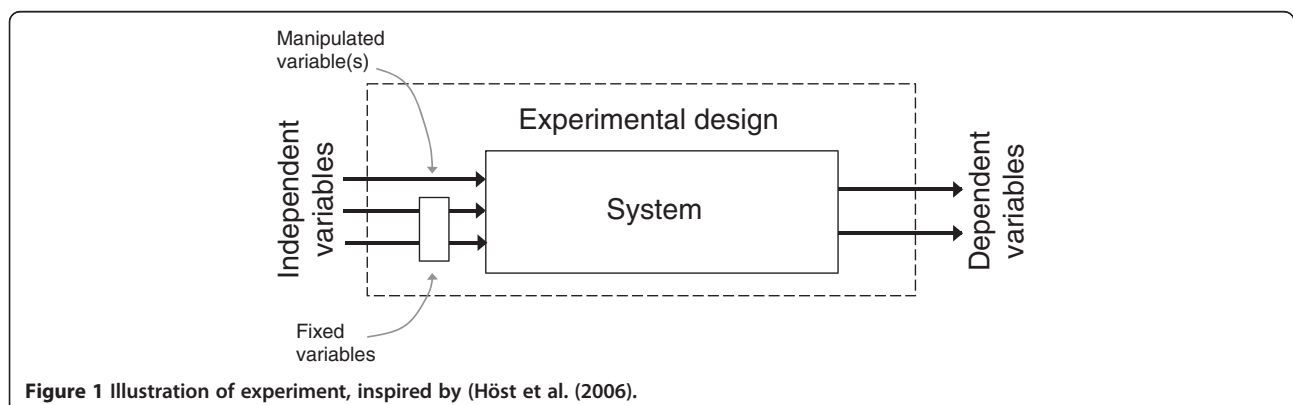 Manipulated
variable(s)
Experimental design
Independent
variables
System
Dependent
variables
Fixed
variables
Figure 1 Illustration of experiment, inspired by (Höst et al. (2006).